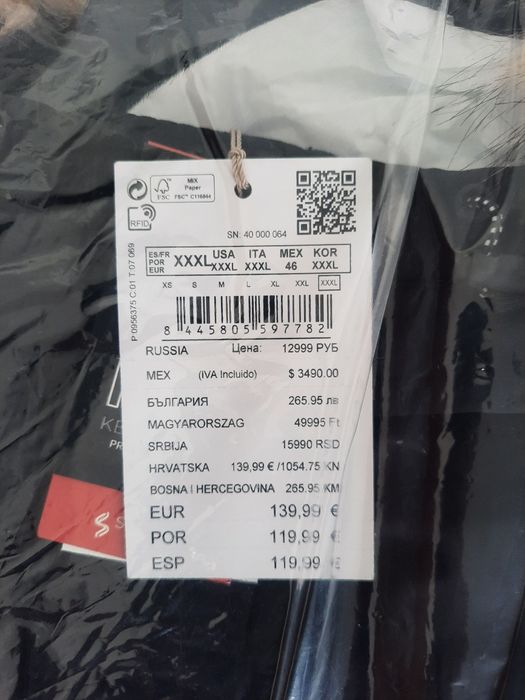 MIX
Paper
FSC™ C116844
FSC
RFID
SN: 40 000 064
P 0956375 C 01 T 07 069
ES/FR POR EUR XXXL USA XXXL ITA XXXL MEX 46 KOR XXXL
XS S M L XL XXL XXXL
8 445805 597782
RUSSIA Цена: 12999 РУБ
MEX (IVA Incluido) $ 3490.00
БЪЛГАРИЯ 265.95 лв
MAGYARORSZAG 49995 Ft
SRBIJA 15990 RSD
HRVATSKA 139,99 € /1054.75 KN
BOSNA I HERCEGOVINA 265.95 KM
EUR 139,99 €
POR 119,99 €
ESP 119,99 €